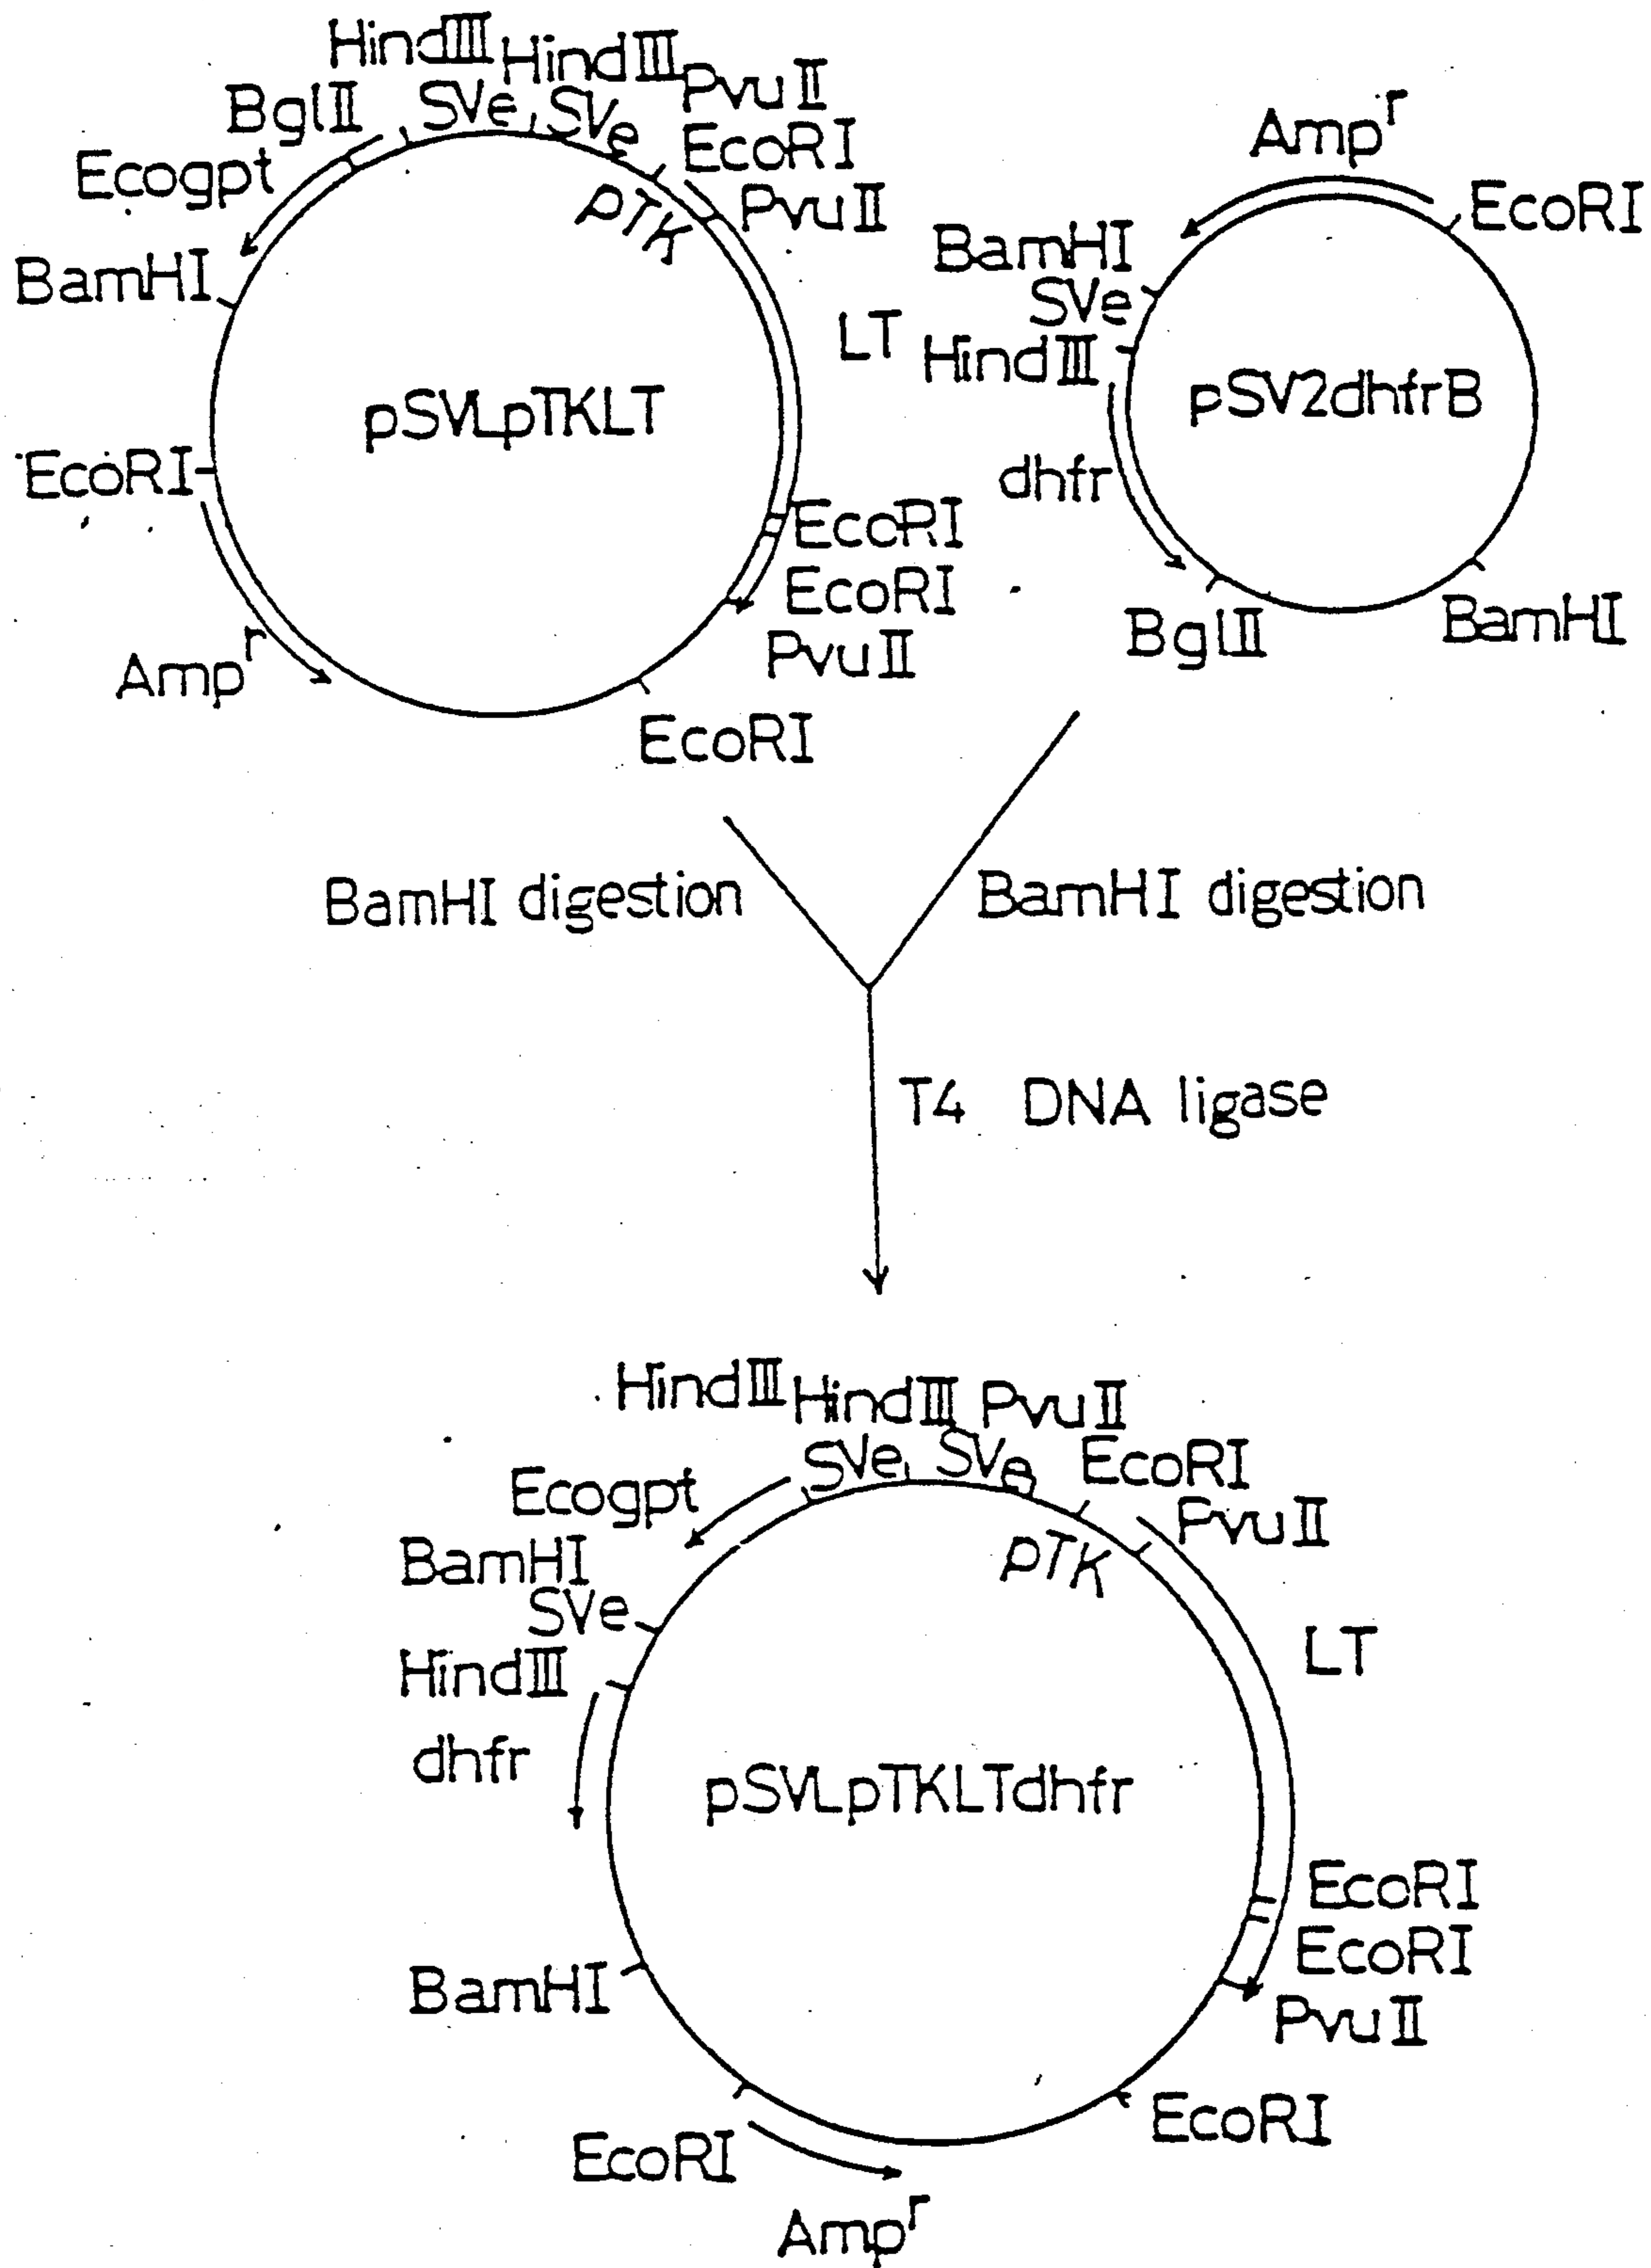 HindIII
HindIII
PvuII
BglII
SVe
SVe
EcoRI
Ecogpt
pTK
PvuII
BamHI
LT
pSVLpTKLT
EcoRI
EcoRI
EcoRI
PvuII
Ampr
EcoRI
Ampr
EcoRI
BamHI
SVe
HindIII
pSV2dhfrB
dhfr
BglII
BamHI
BamHI digestion
BamHI digestion
T4 DNA ligase
HindIII
HindIII
PvuII
SVe
SVe
EcoRI
Ecogpt
PvuII
pTK
BamHI
SVe
LT
HindIII
dhfr
pSVLpTKLTdhfr
EcoRI
EcoRI
BamHI
PvuII
EcoRI
EcoRI
Ampr